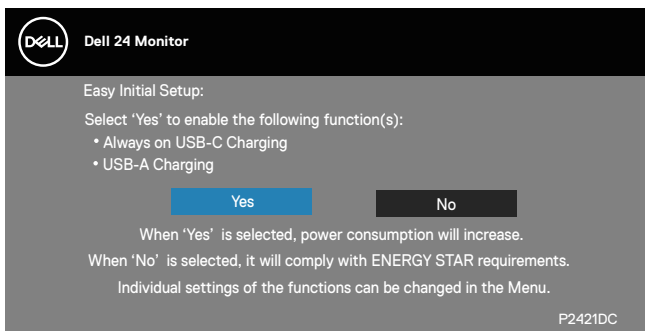 DELL
Dell 24 Monitor
Easy Initial Setup:
Select ‘Yes’ to enable the following function(s):
• Always on USB-C Charging
• USB-A Charging
Yes
No
When ‘Yes’ is selected, power consumption will increase.
When ‘No’ is selected, it will comply with ENERGY STAR requirements.
Individual settings of the functions can be changed in the Menu.
P2421DC